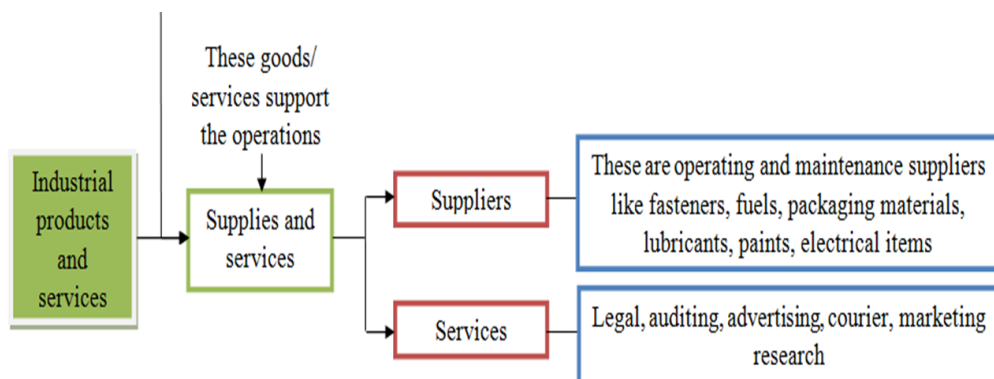 These goods/
services support
the operations
Industrial
products
and
services
Supplies and
services
Suppliers
These are operating and maintenance suppliers
like fasteners, fuels, packaging materials,
lubricants, paints, electrical items
Services
Legal, auditing, advertising, courier, marketing
research